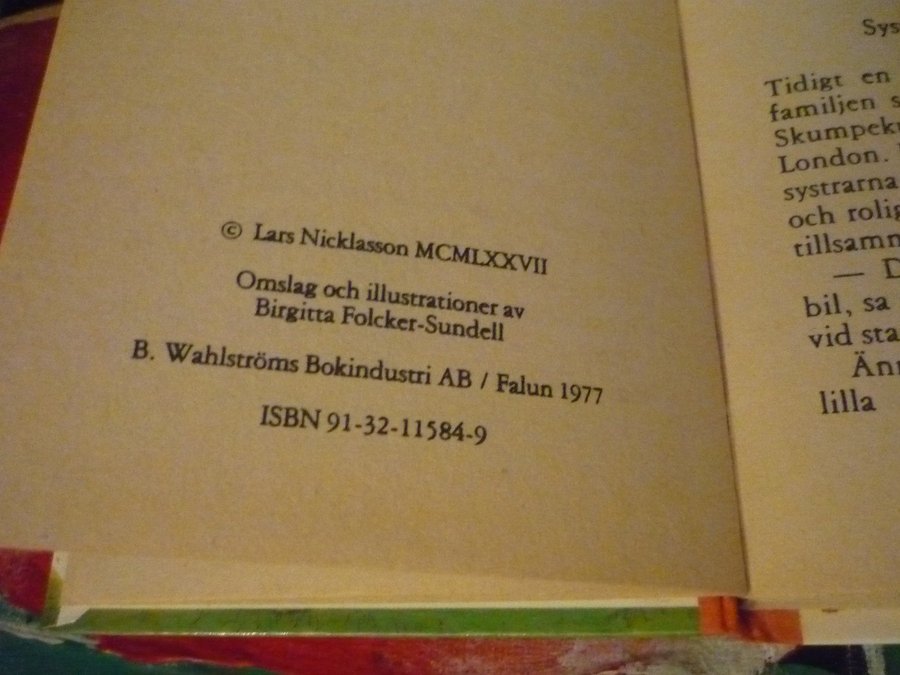 © Lars Nicklasson MCMLXXVII
Omslag och illustrationer av
Birgitta Folcker-Sundell
B. Wahlströms Bokindustri AB / Falun 1977
ISBN 91-32-11584-9
Tidigt en
familjen
London.
systrarna
och
—
bil, sa
vid
lilla